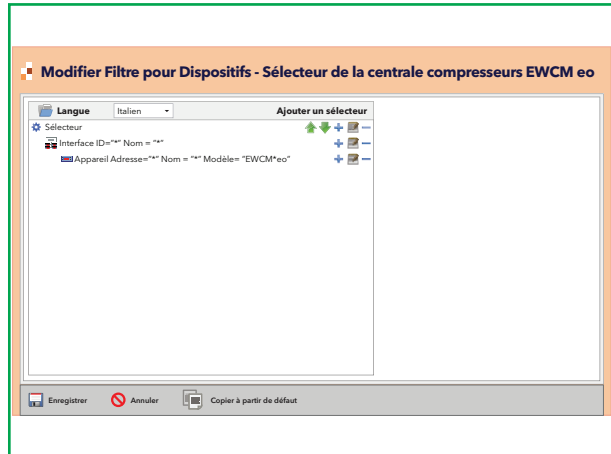 Modifier Filtre pour Dispositifs - Sélecteur de la centrale compresseurs EWCM eo
Langue Italien Ajouter un sélecteur
Sélecteur
Interface ID="*" Nom = "*"
Appareil Adresse="*" Nom = "*" Modèle= "EWCM*eo"
Enregistrer Annuler Copier à partir de défaut